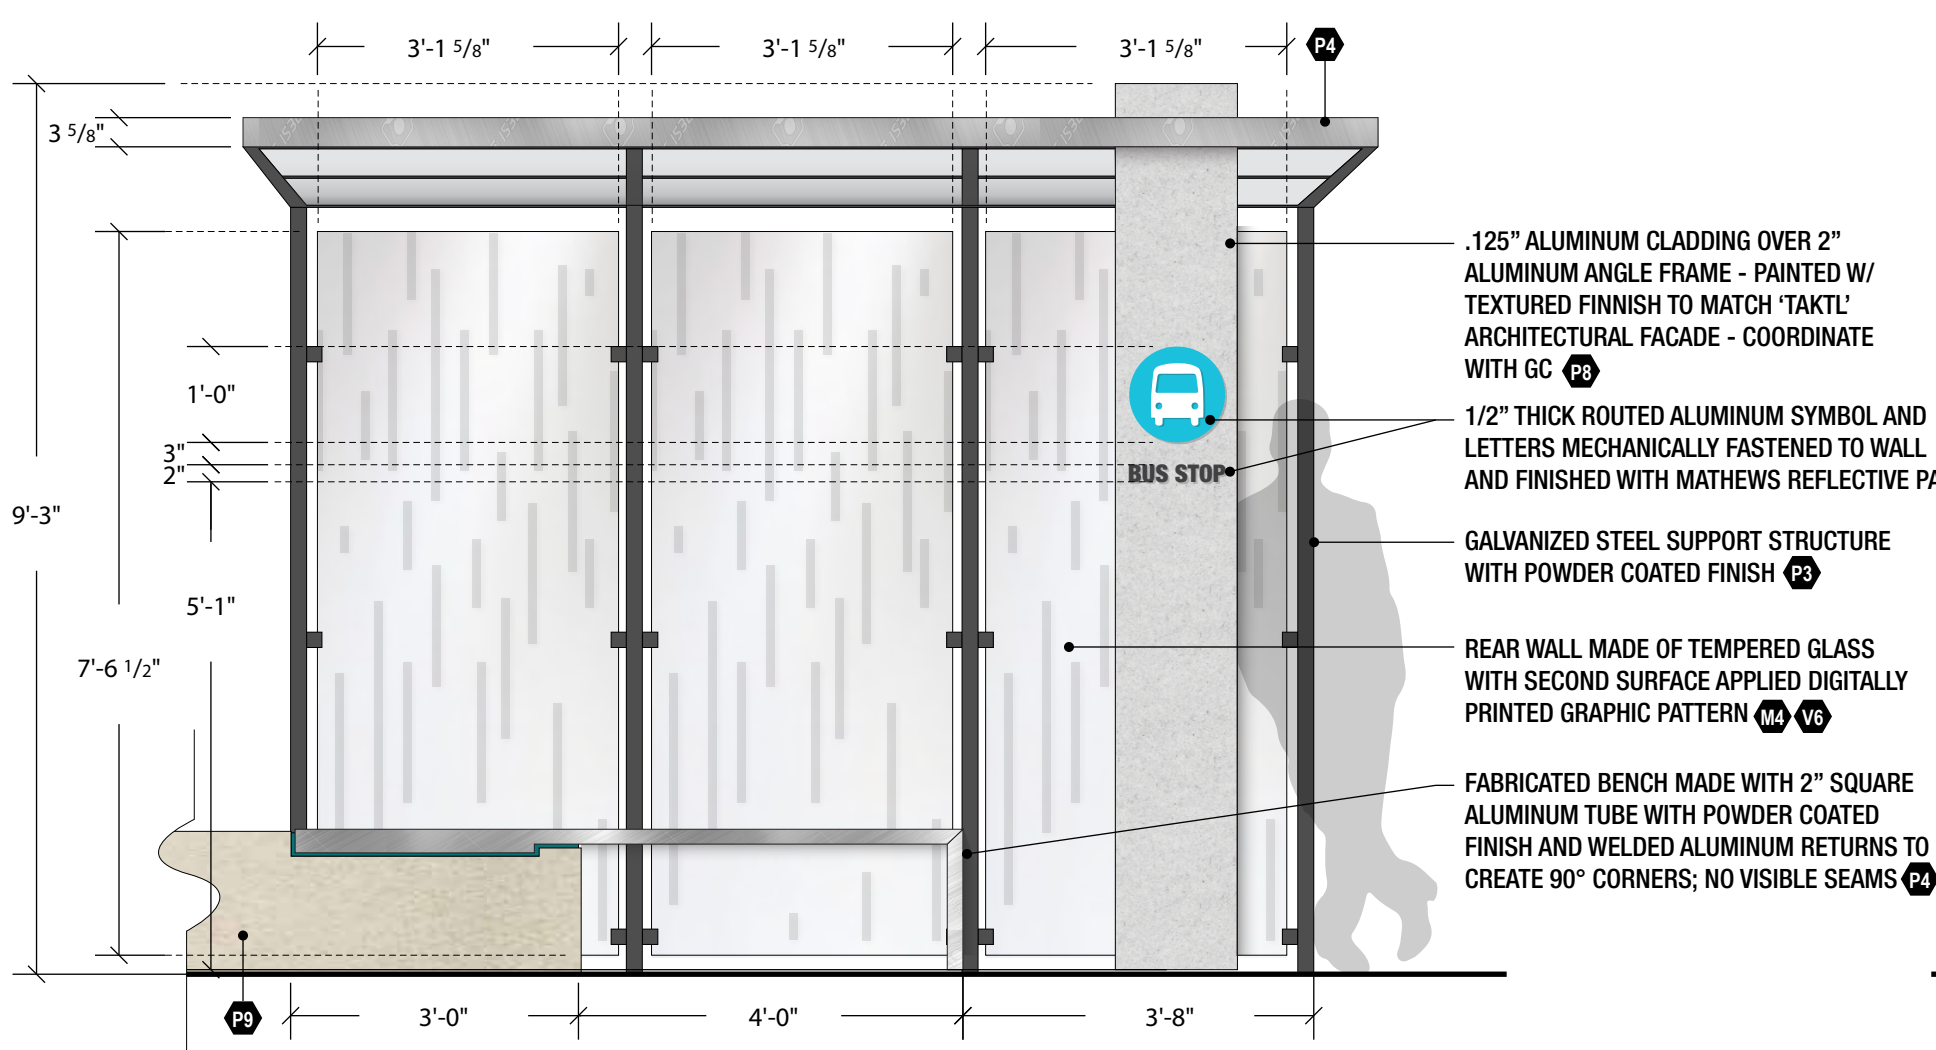 3'-1 5/8"
3'-1 5/8"
3'-1 5/8"
P4
3 5/8"
1'-0"
3"
2"
9'-3"
5'-1"
7'-6 1/2"
BUS STOP
.125” ALUMINUM CLADDING OVER 2”
ALUMINUM ANGLE FRAME - PAINTED W/
TEXTURED FINNISH TO MATCH ‘TAKTL’
ARCHITECTURAL FACADE - COORDINATE
WITH GC P8
1/2” THICK ROUTED ALUMINUM SYMBOL AND
LETTERS MECHANICALLY FASTENED TO WALL
AND FINISHED WITH MATHEWS REFLECTIVE PA
GALVANIZED STEEL SUPPORT STRUCTURE
WITH POWDER COATED FINISH P3
REAR WALL MADE OF TEMPERED GLASS
WITH SECOND SURFACE APPLIED DIGITALLY
PRINTED GRAPHIC PATTERN M4 V6
FABRICATED BENCH MADE WITH 2” SQUARE
ALUMINUM TUBE WITH POWDER COATED
FINISH AND WELDED ALUMINUM RETURNS TO
CREATE 90° CORNERS; NO VISIBLE SEAMS P4
P9
3'-0"
4'-0"
3'-8"